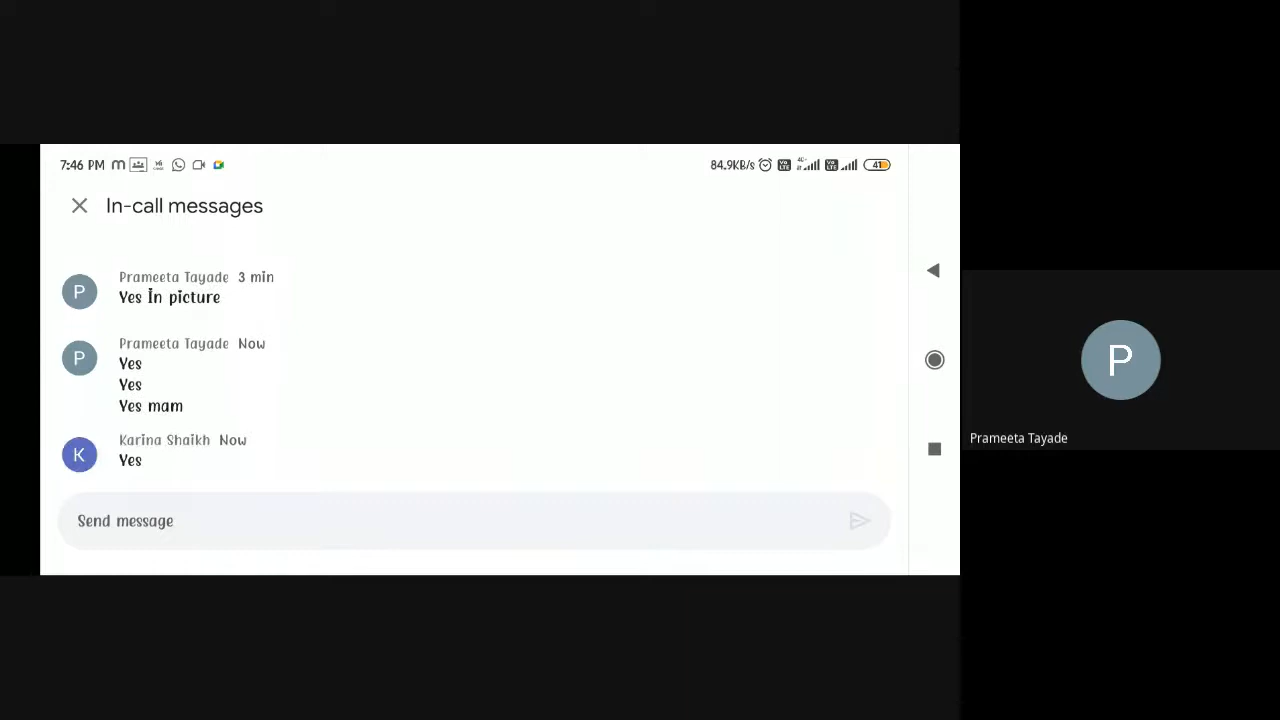 7:46 PM 84.9KB/s 41
In-call messages
P
Prameeta Tayade 3 min
Yes İn picture
P
Prameeta Tayade Now
Yes
Yes
Yes mam
K
Karina Shaikh Now
Yes
Send message
P
Prameeta Tayade